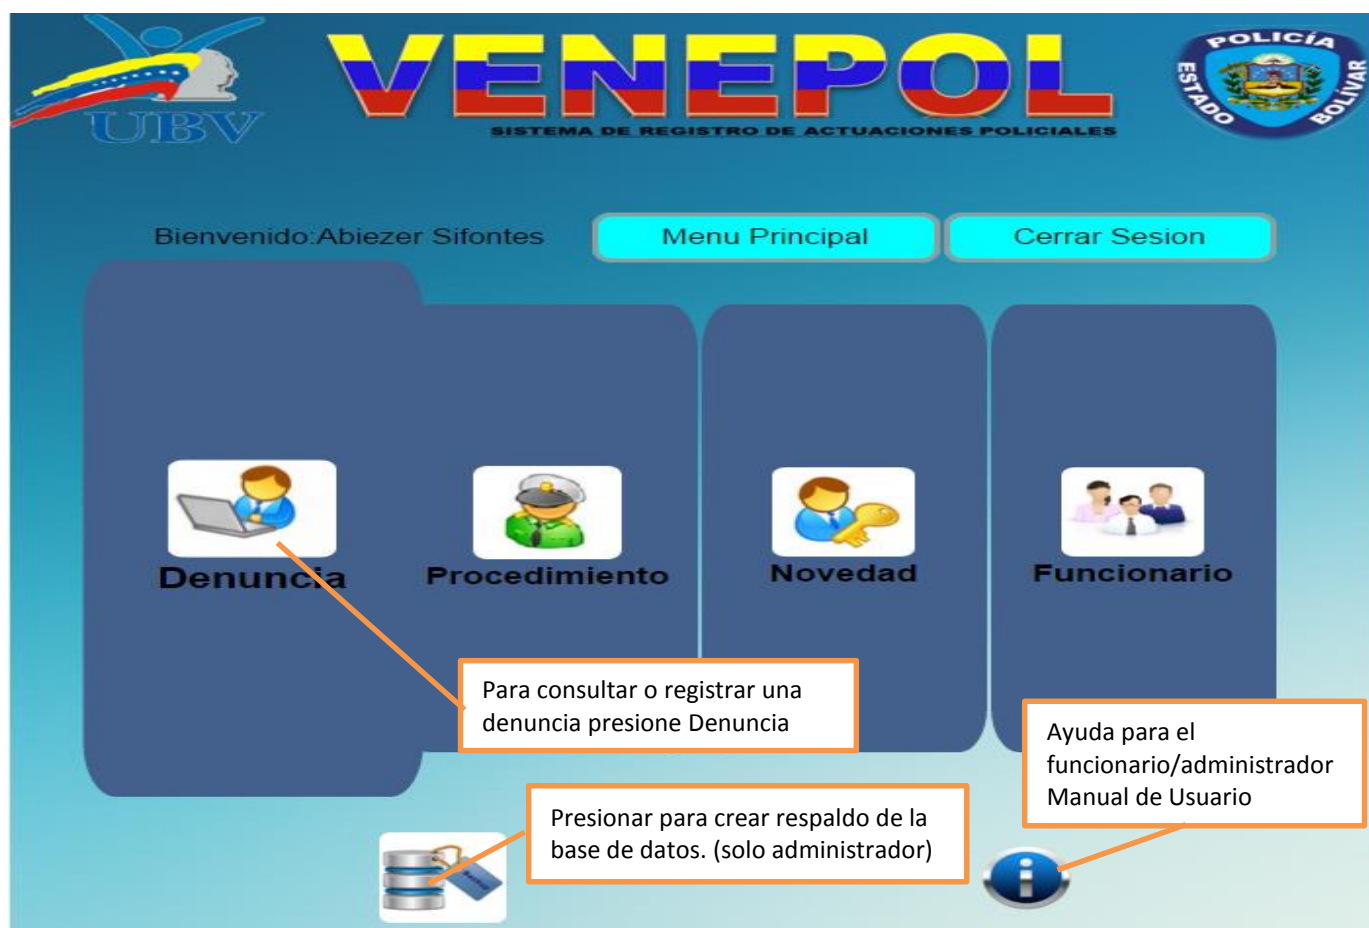 UBV
VENEPOL
SISTEMA DE REGISTRO DE ACTUACIONES POLICIALES
POLICÍA
ESTADO
BOLÍVAR
Bienvenido:Abiezer Sifontes
Menu Principal
Cerrar Sesion
Denuncia
Procedimiento
Novedad
Funcionario
Para consultar o registrar una
denuncia presione Denuncia
Ayuda para el
funcionario/administrador
Manual de Usuario
Presionar para crear respaldo de la
base de datos. (solo administrador)
Backup